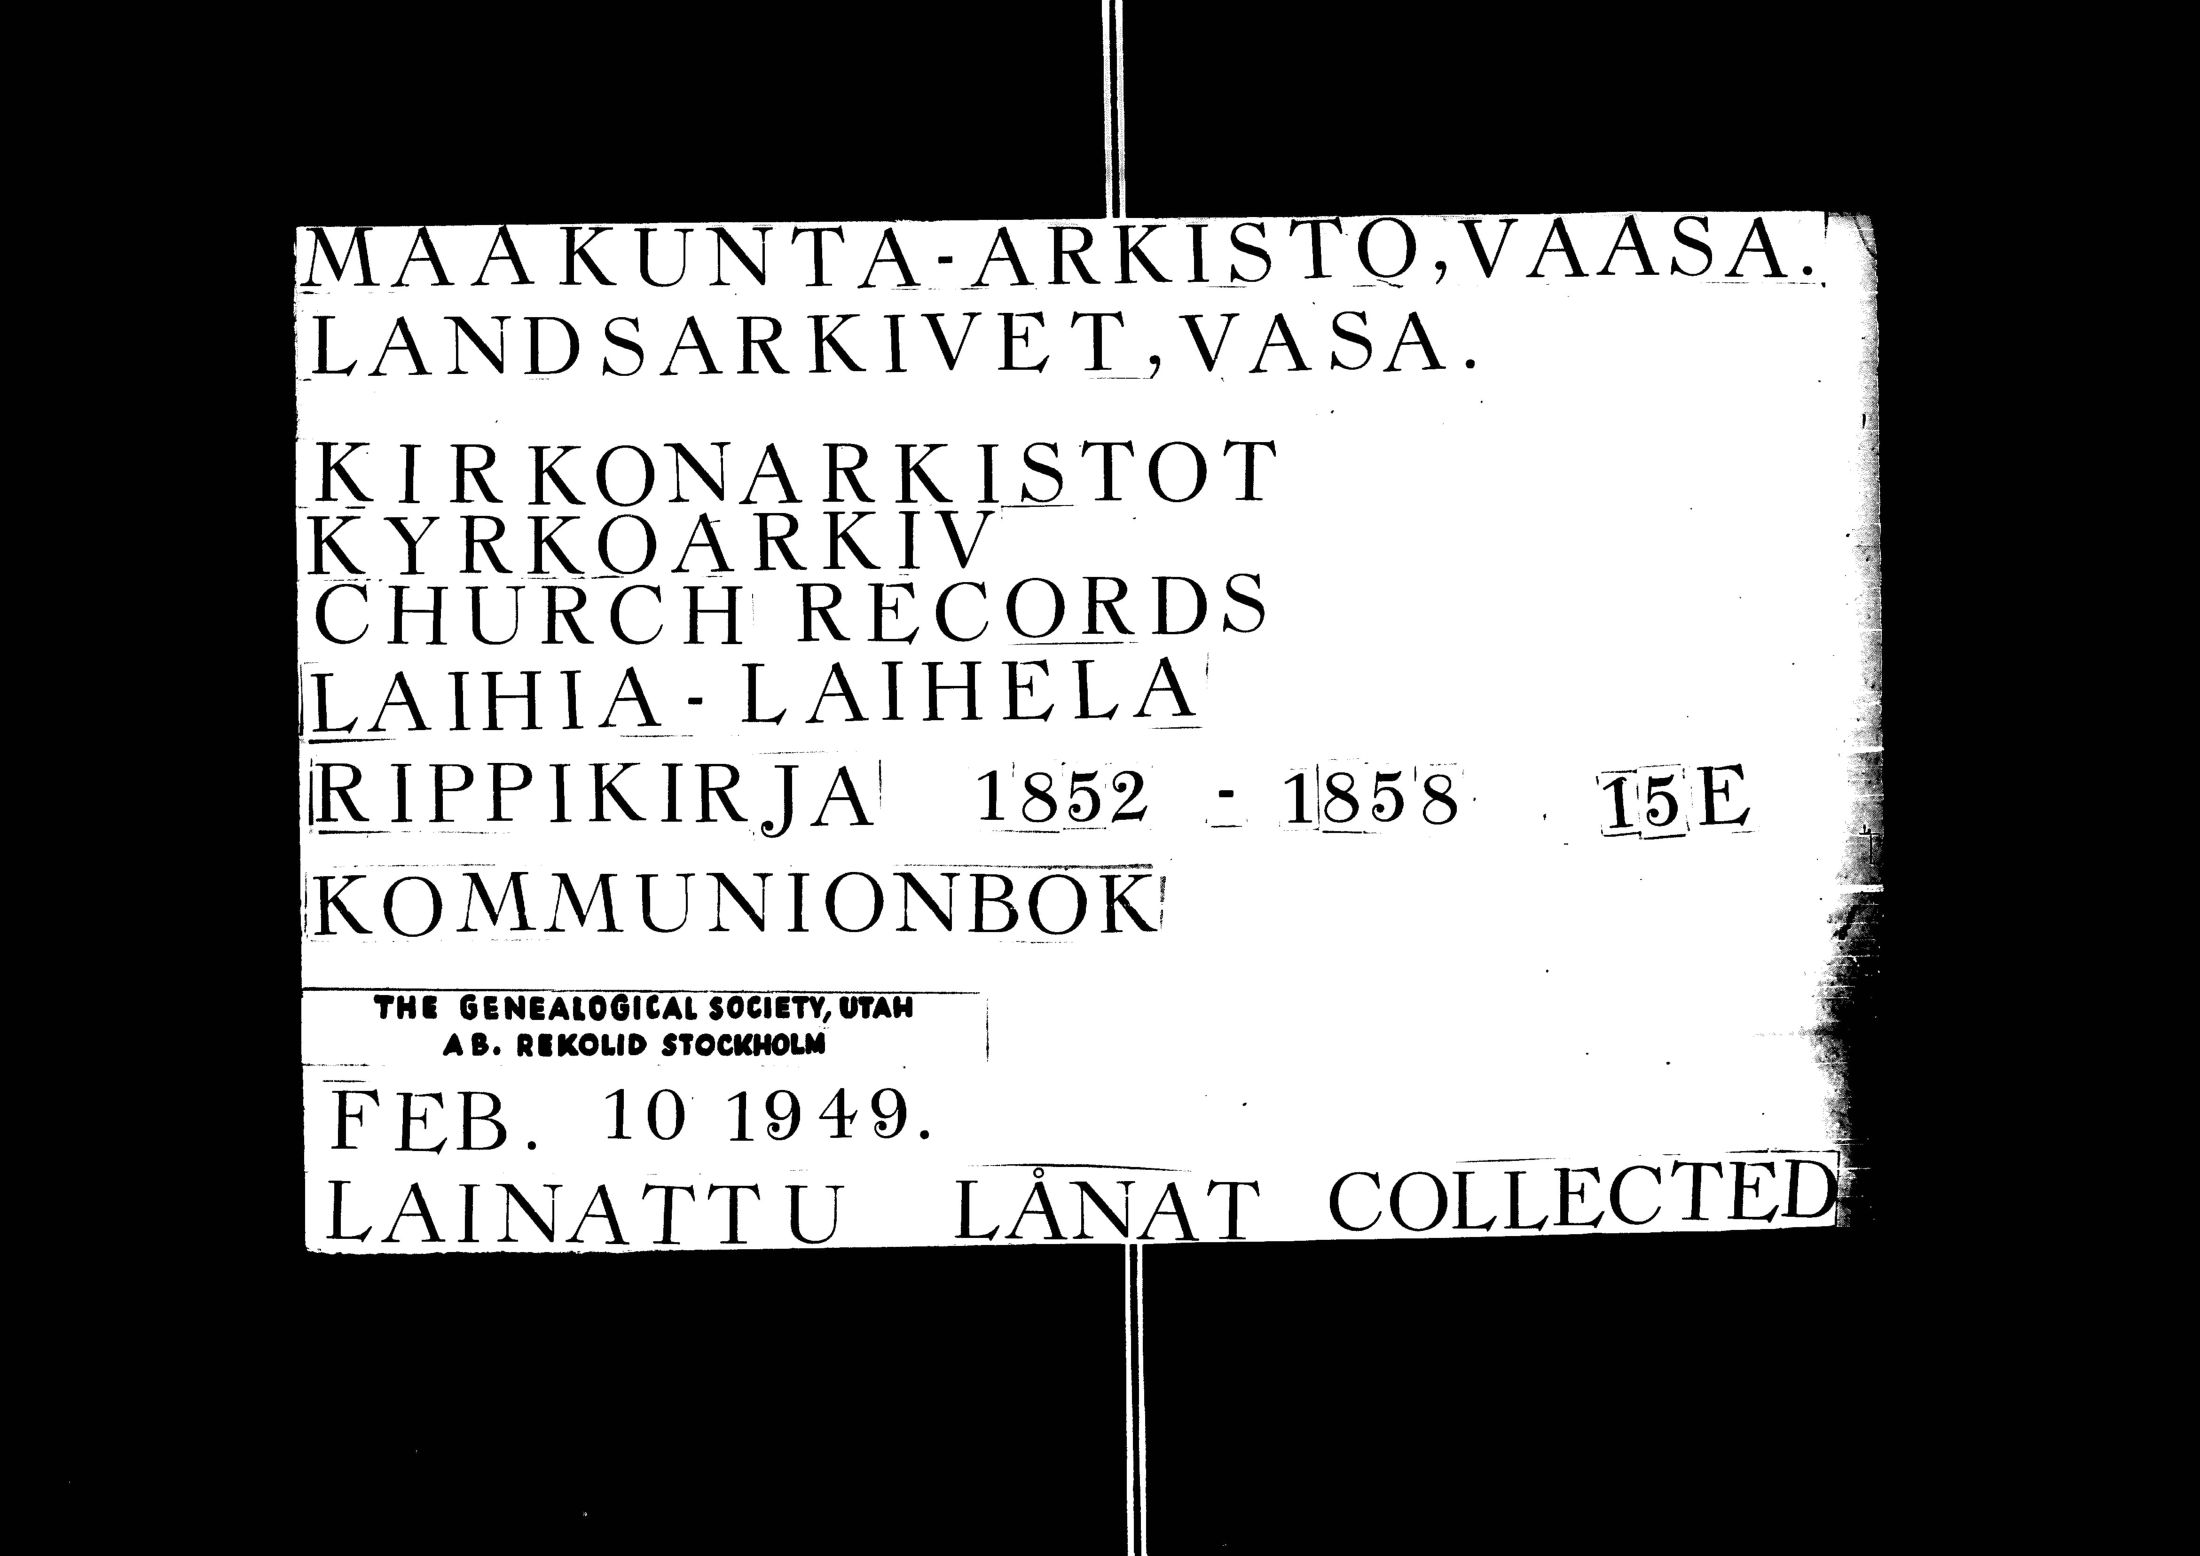 MAAKUNTA-ARKISTO, VAASA.
LANDSARKIVET, VASA.
KIRKONARKISTOT
KYRKOARKIV
CHURCH RECORDS
LAIHIA - LAIHELA
RIPPIKIRJA 1852 - 1858 15E
KOMMUNIONBOK
THE GENEALOGICAL SOCIETY, UTAH
AB. REKOLID STOCKHOLM
FEB. 10 1949.
LAINATTU LÅNAT COLLECTED